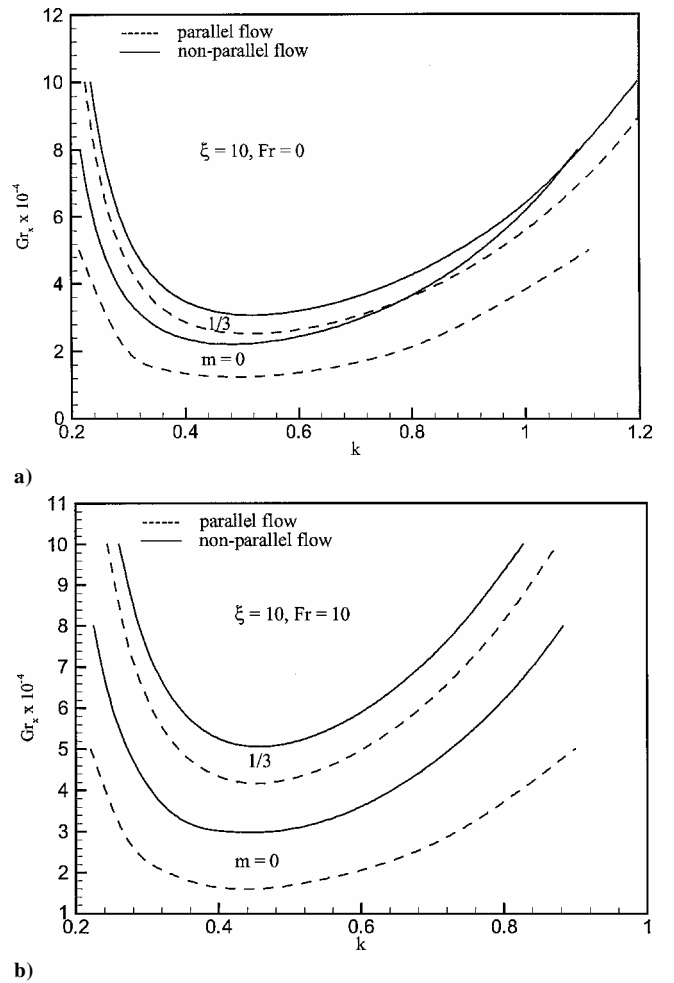 12
parallel flow
non-parallel flow
10
ξ = 10, Fr = 0
8
Grₓ x 10⁻⁴
6
4
1/3
2
m = 0
0
0.2 0.4 0.6 0.8 1 1.2
k
a)
11
parallel flow
non-parallel flow
10
9
ξ = 10, Fr = 10
8
7
Grₓ x 10⁻⁴
6
5
1/3
4
3
m = 0
2
1
0.2 0.4 0.6 0.8 1
k
b)